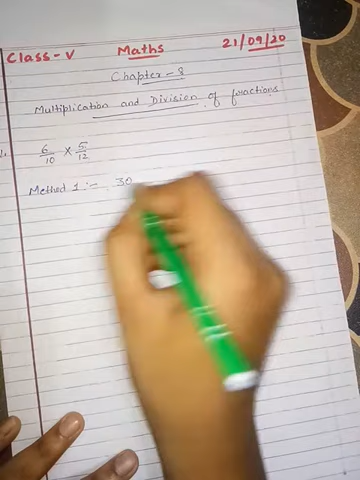 Class - V Maths 21/09/20
Chapter - 8
Multiplication and Division of fractions
6/10 × 5/12
Method 1 :- 30